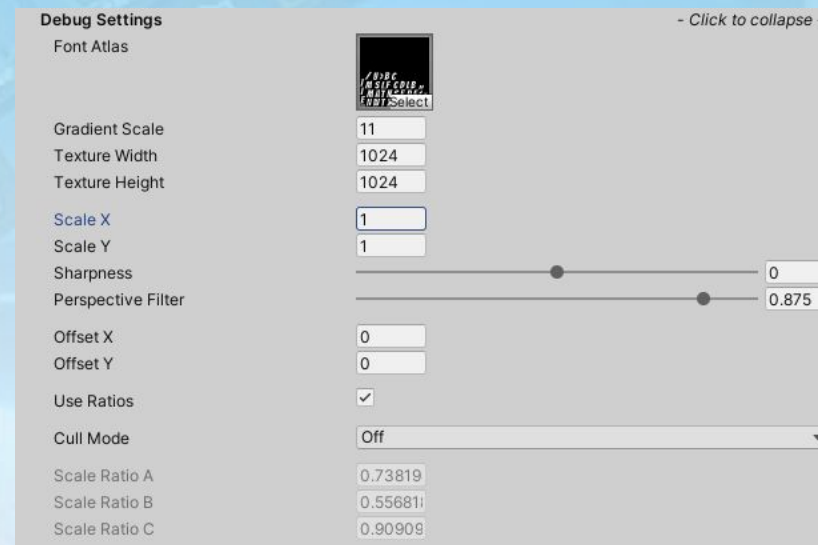 Debug Settings - Click to collapse -
Font Atlas
Select
Gradient Scale 11
Texture Width 1024
Texture Height 1024
Scale X 1
Scale Y 1
Sharpness 0
Perspective Filter 0.875
Offset X 0
Offset Y 0
Use Ratios
Cull Mode Off
Scale Ratio A 0.73819
Scale Ratio B 0.55681
Scale Ratio C 0.90909